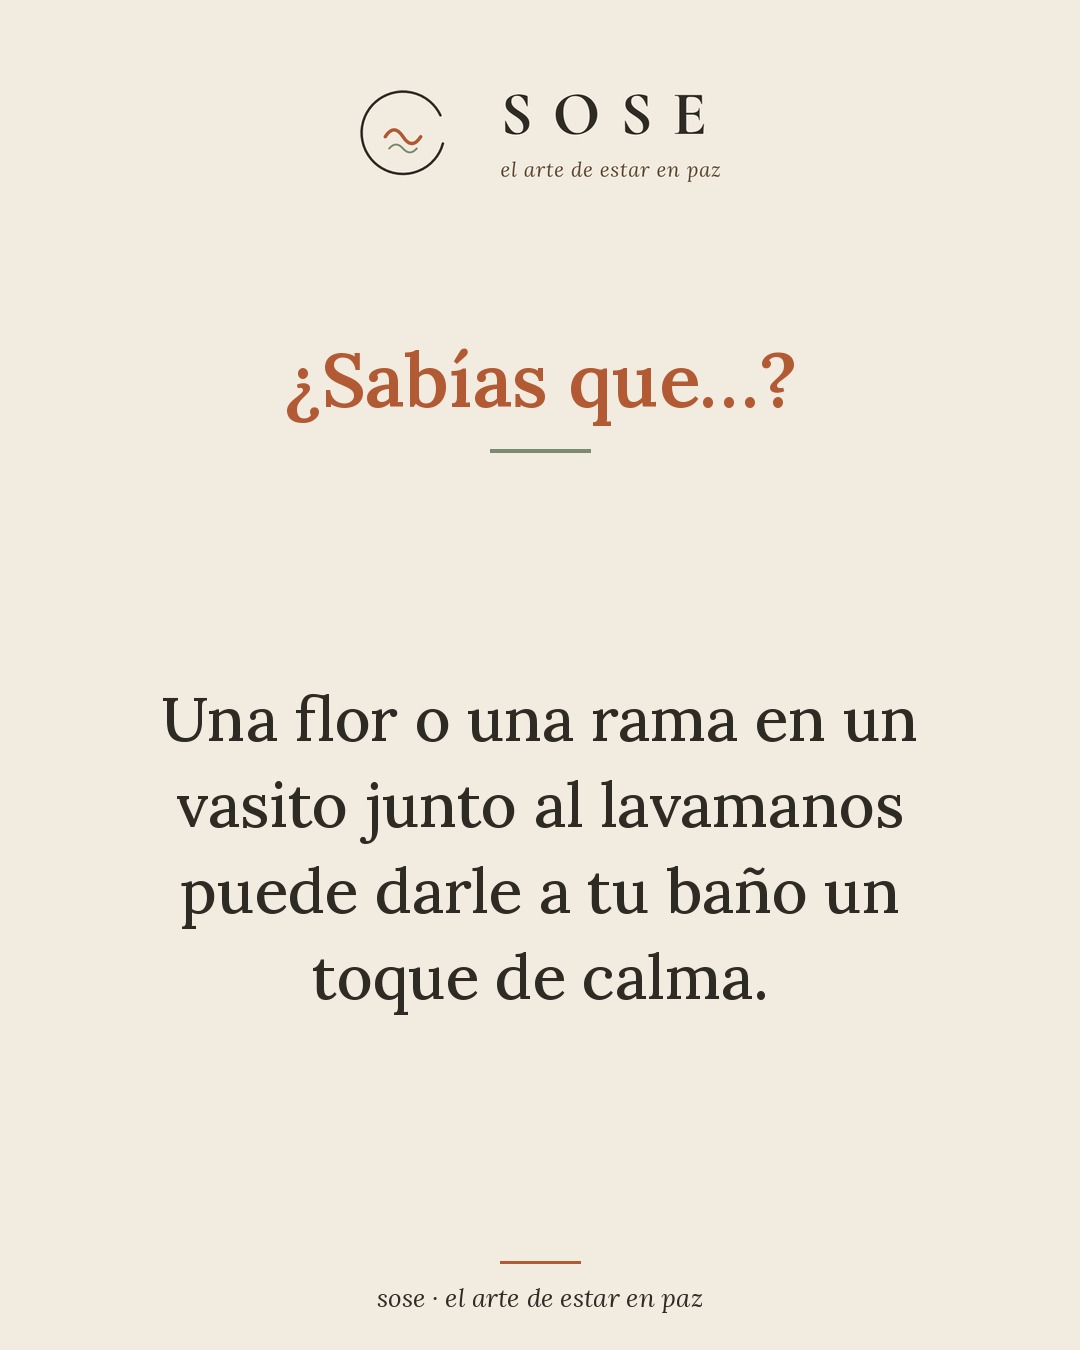 SOSE
el arte de estar en paz
¿Sabías que...?
Una flor o una rama en un
vasito junto al lavamanos
puede darle a tu baño un
toque de calma.
sose · el arte de estar en paz